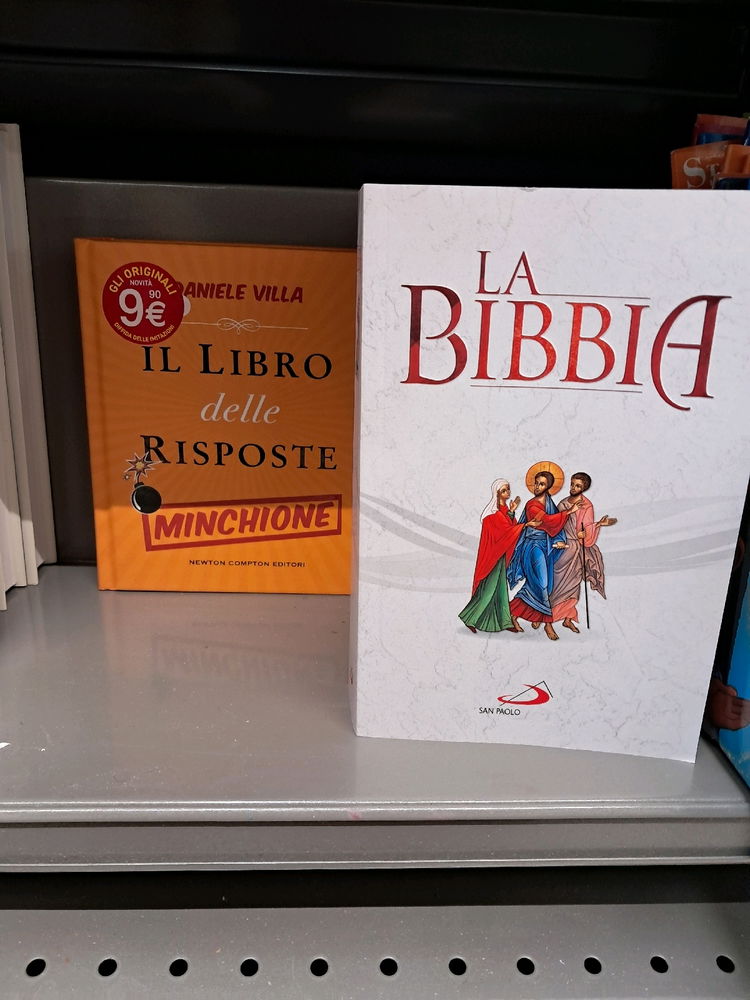 GLI ORIGINALI
NOVITÀ
9,90 €
DIFFIDA DELLE IMITAZIONI
DANIELE VILLA
IL LIBRO
delle
RISPOSTE
MINCHIONE
NEWTON COMPTON EDITORI
LA
BIBBIA
SAN PAOLO